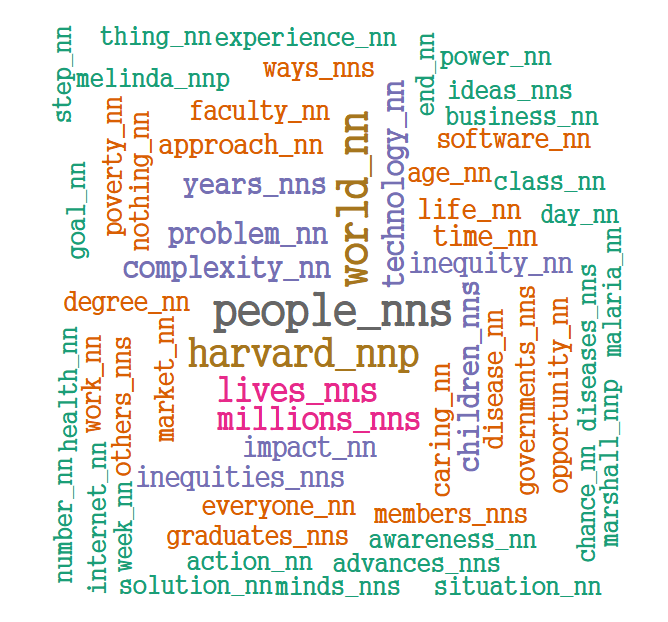 thing_nn
experience_nn
step_nn
melinda_nnp
ways_nns
end_nn
power_nn
ideas_nns
business_nn
software_nn
poverty_nn
nothing_nn
faculty_nn
approach_nn
world_nn
technology_nn
age_nn
class_nn
goal_nn
years_nns
life_nn
day_nn
problem_nn
time_nn
complexity_nn
inequity_nn
malaria_nn
degree_nn
people_nns
children_nns
governments_nns
diseases_nns
opportunity_nn
disease_nn
health_nn
work_nn
others_nns
market_nn
harvard_nnp
lives_nns
millions_nns
caring_nn
marshall_nnp
impact_nn
inequities_nns
number_nn
internet_nn
week_nn
chance_nn
everyone_nn
members_nns
graduates_nns
awareness_nn
action_nn
advances_nns
solution_nn
minds_nns
situation_nn